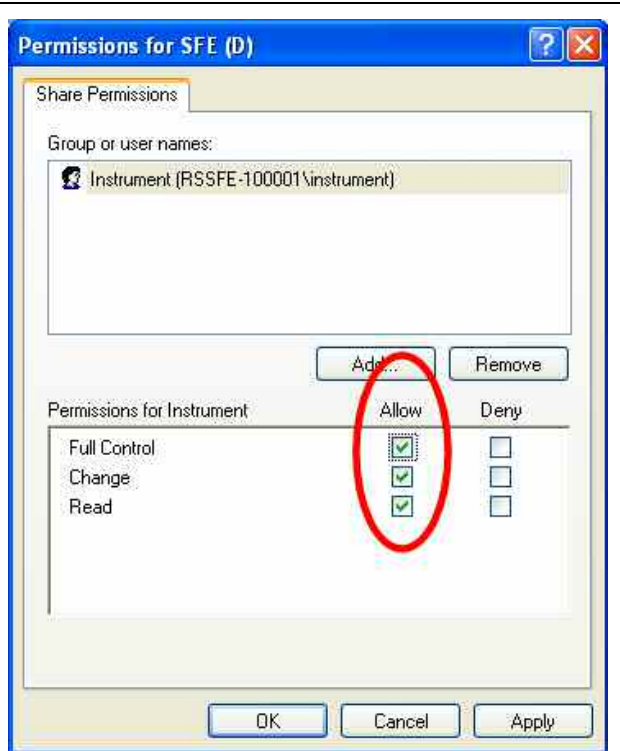 Permissions for SFE (D)
Share Permissions
Group or user names:
Instrument (RSSFE-100001\instrument)
Add... Remove
Permissions for Instrument Allow Deny
Full Control
Change
Read
OK Cancel Apply